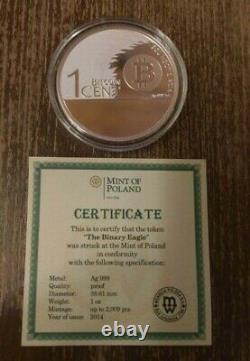 1 BITCOIN
CENT
MINT OF
POLAND
CERTIFICATE
This is to certify that the token
"The Binary Eagle"
was struck at the Mint of Poland
in conformity
with the following specification:
Metal: Ag 999
Quality: proof
Diameter: 38.61 mm
Weight: 1 oz
Mintage: up to 2,009 pcs
Year of issue: 2014